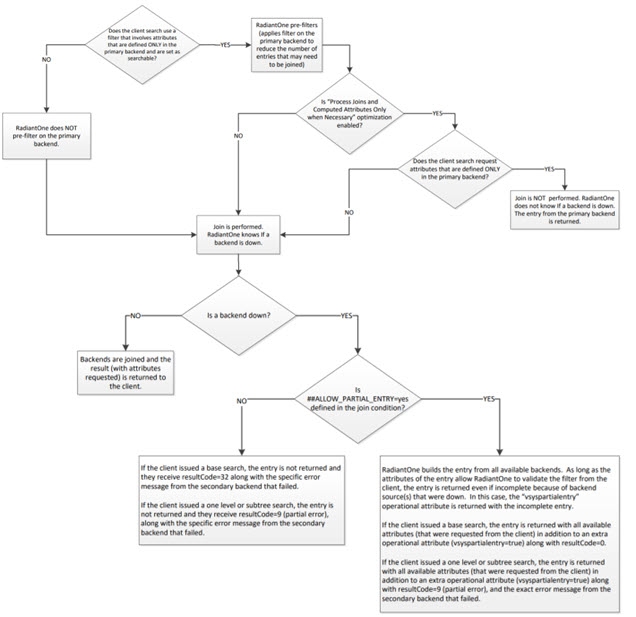 Does the client search use a
filter that involves attributes
that are defined ONLY in the
primary backend and are set as
searchable?
YES
NO
RadiantOne pre-filters
(applies filter on the
primary backend to
reduce the number of
entries that may need
to be joined)
RadiantOne does NOT
pre-filter on the primary
backend.
Is "Process Joins and
Computed Attributes Only
when Necessary" optimization
enabled?
YES
NO
Does the client search request
attributes that are defined ONLY
in the primary backend?
YES
NO
Join is NOT performed. RadiantOne
does not know If a backend is down.
The entry from the primary backend
is returned.
Join is performed.
RadiantOne knows If a
backend is down.
Is a backend down?
NO
YES
Backends are joined and the
result (with attributes
requested) is returned to
the client.
Is
##ALLOW_PARTIAL_ENTRY=yes
defined in the join condition?
NO
YES
If the client issued a base search, the entry is not returned and
they receive resultCode=32 along with the specific error
message from the secondary backend that failed.
If the client issued a one level or subtree search, the entry is
not returned and they receive resultCode=9 (partial error),
along with the specific error message from the secondary
backend that failed.
RadiantOne builds the entry from all available backends. As long as the
attributes of the entry allow RadiantOne to validate the filter from the
client, the entry is returned even if incomplete because of backend
source(s) that were down. In this case, the "vsyspartialentry"
operational attribute is returned with the incomplete entry.
If the client issued a base search, the entry is returned with all available
attributes (that were requested from the client) in addition to an extra
operational attribute (vsyspartialentry=true) along with resultCode=0.
If the client issued a one level or subtree search, the entry is returned
with all available attributes (that were requested from the client) in
addition to an extra operational attribute (vsyspartialentry=true) along
with resultCode=9 (partial error), and the exact error message from the
secondary backend that failed.